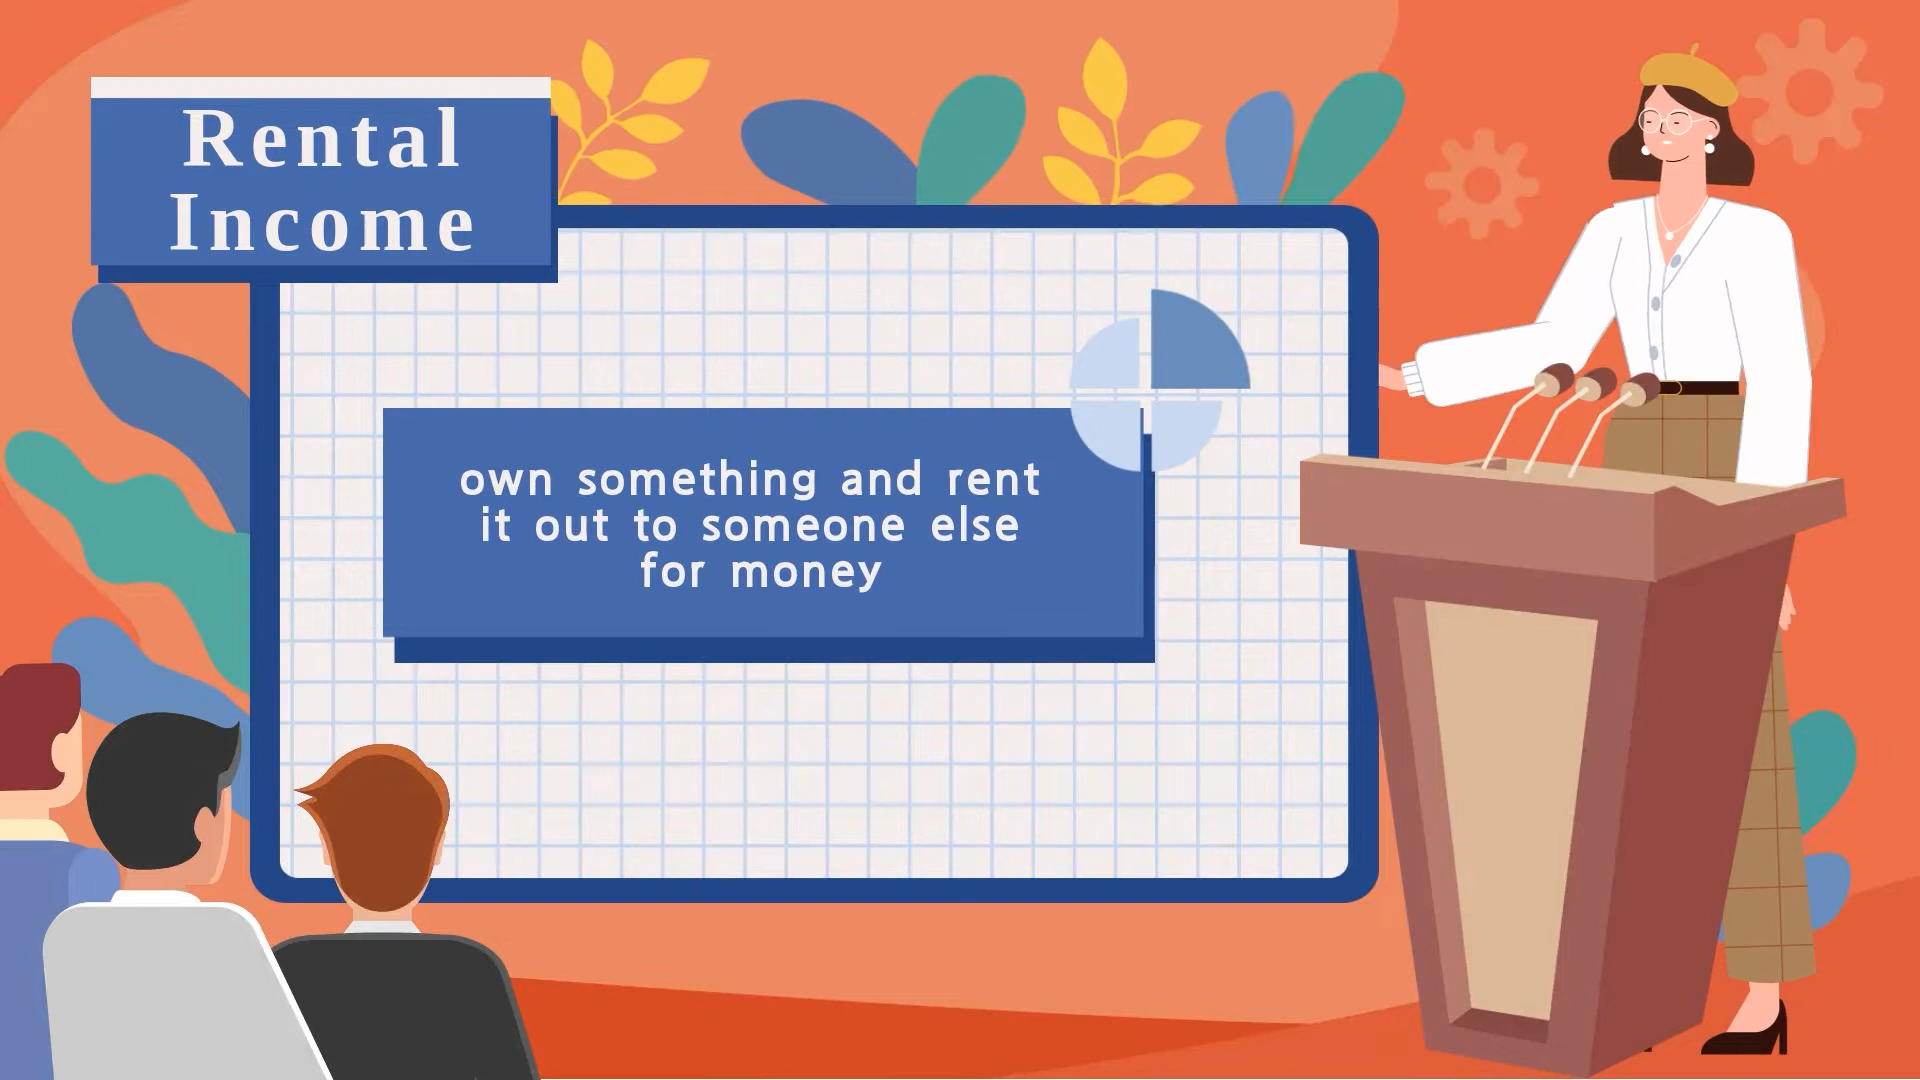 Rental
Income
own something and rent
it out to someone else
for money